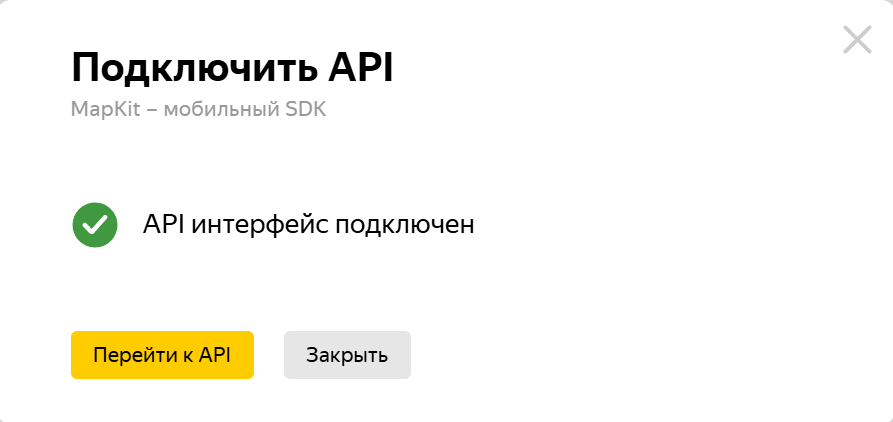 Подключить API
MapKit – мобильный SDK
API интерфейс подключен
Перейти к API
Закрыть